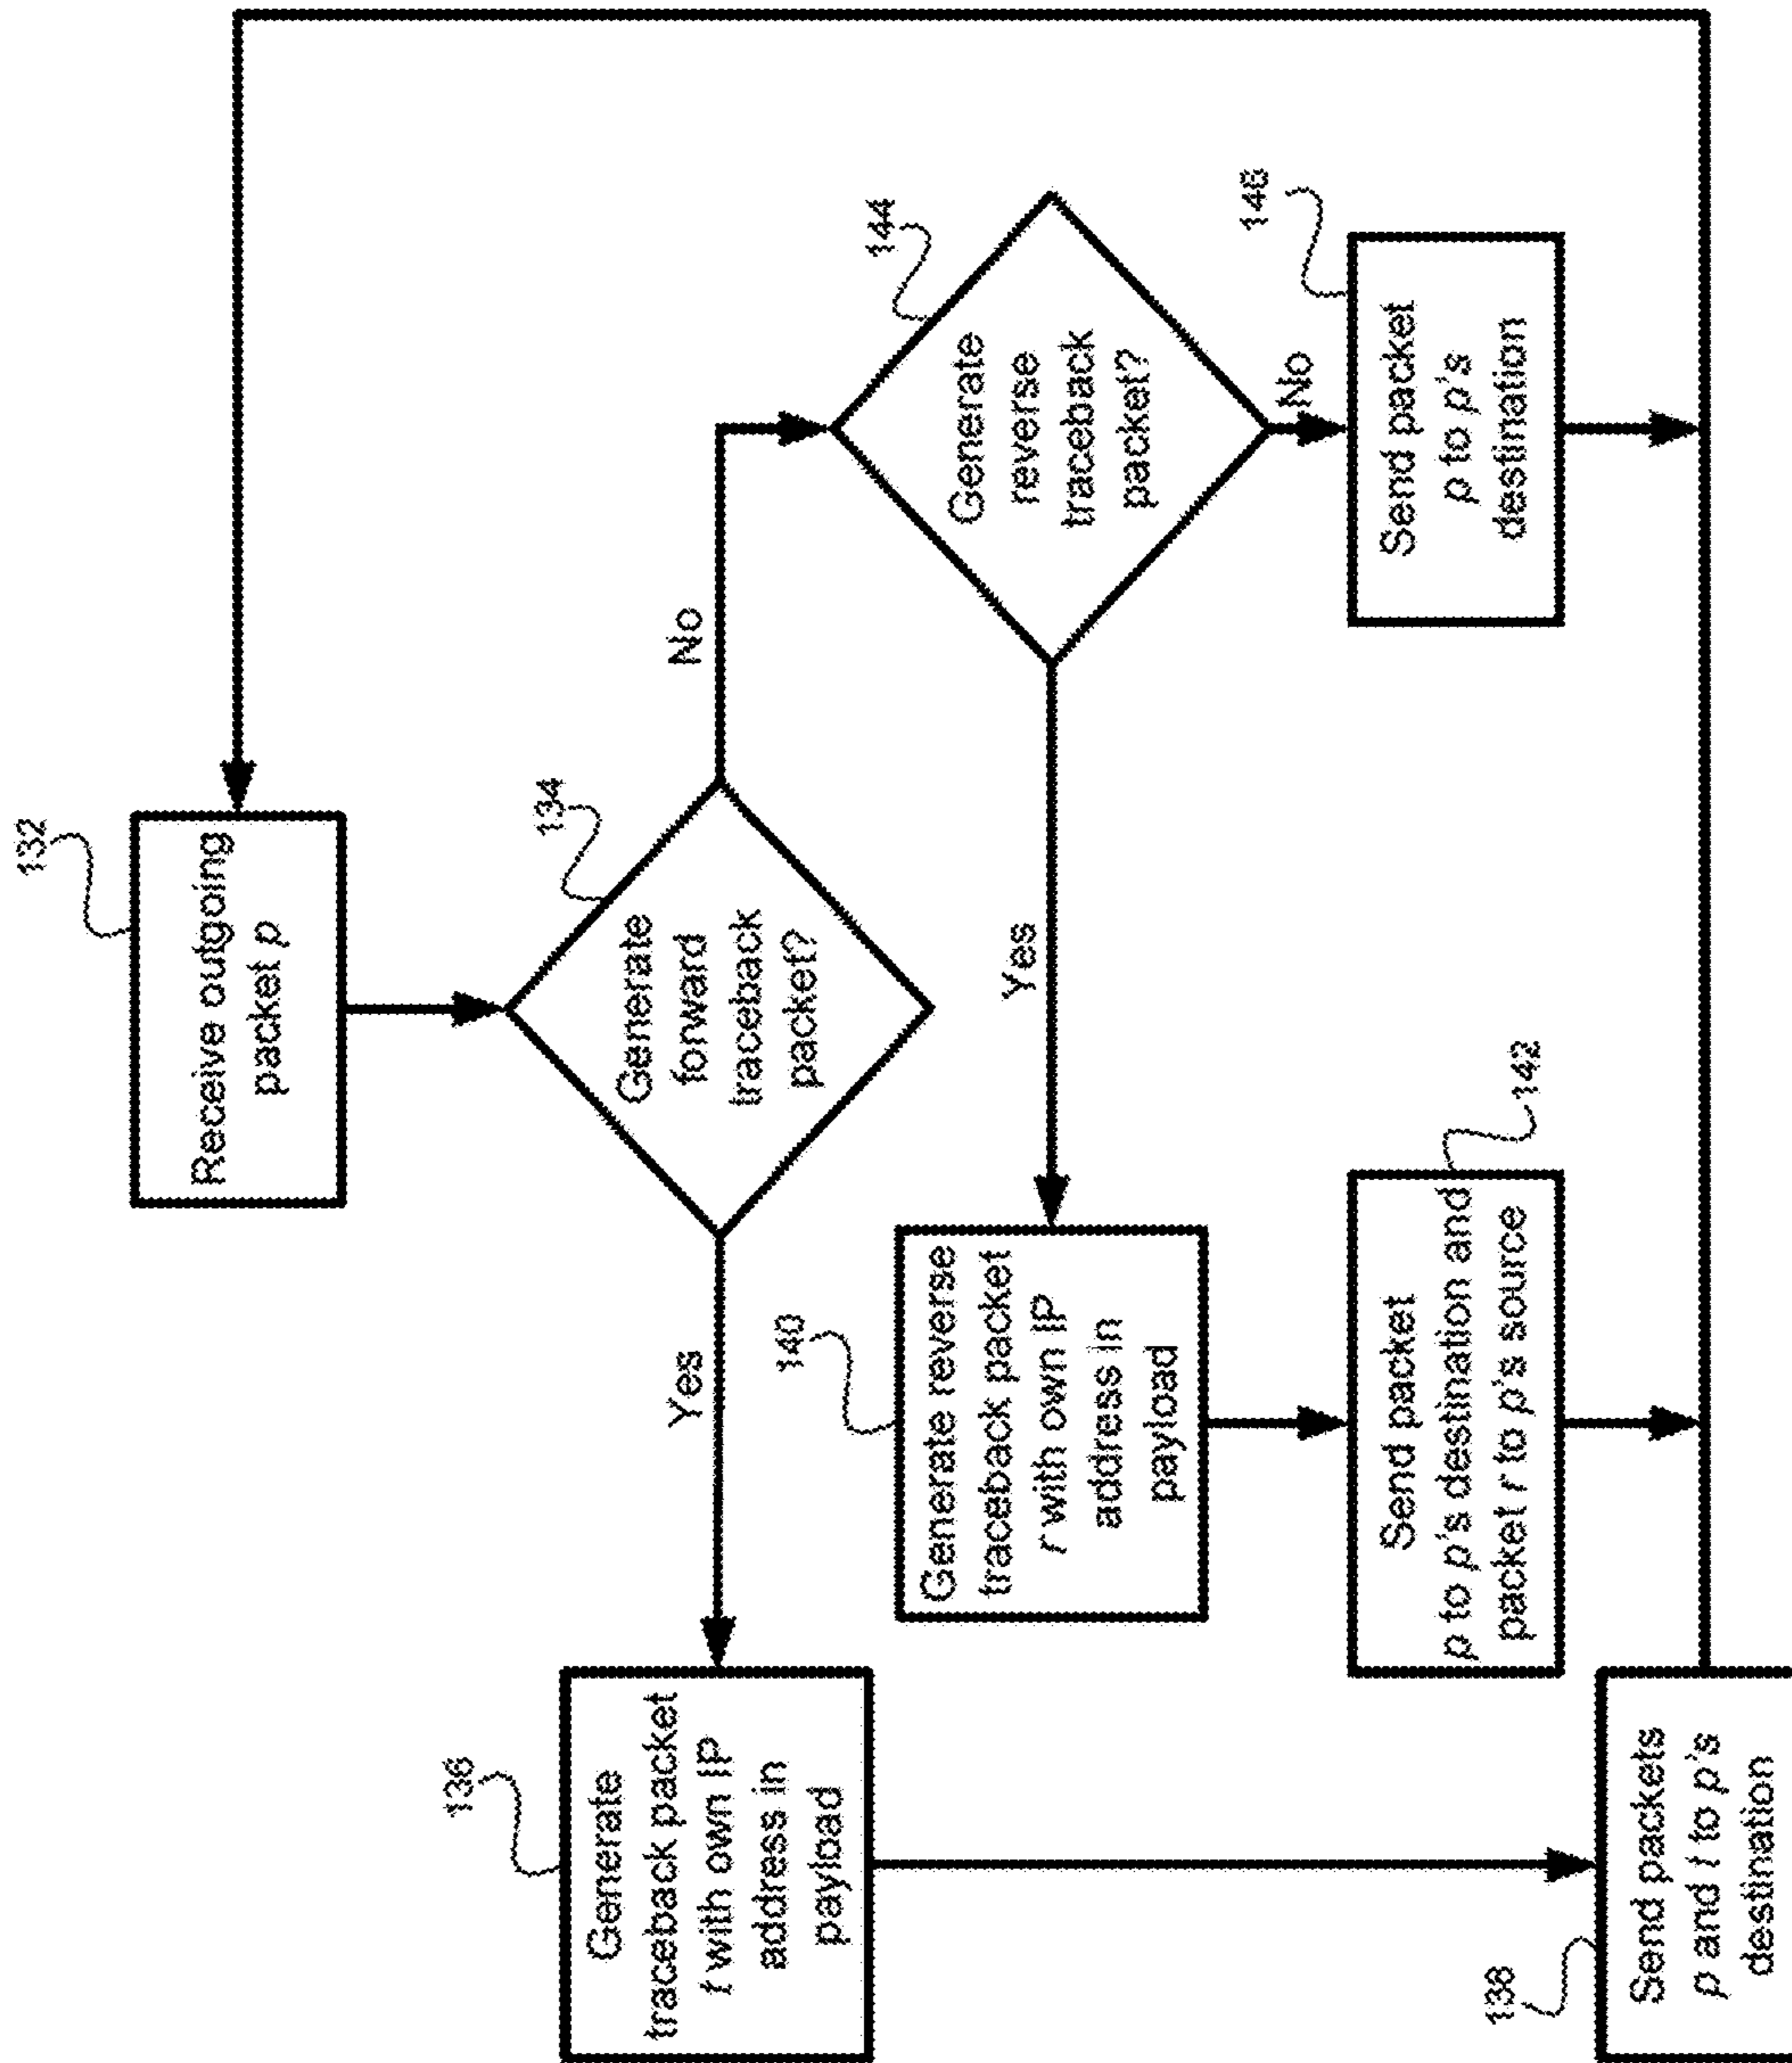 132
Receive outgoing
packet p
134
Generate
forward
traceback
packet?
Yes
No
136
Generate
traceback packet
t with own IP
address in
payload
144
Generate
reverse
traceback
packet?
Yes
No
140
Generate reverse
traceback packet
r with own IP
address in
payload
142
Send packet
p to p's destination and
packet r to p's source
146
Send packet
p to p's
destination
138
Send packets
p and t to p's
destination